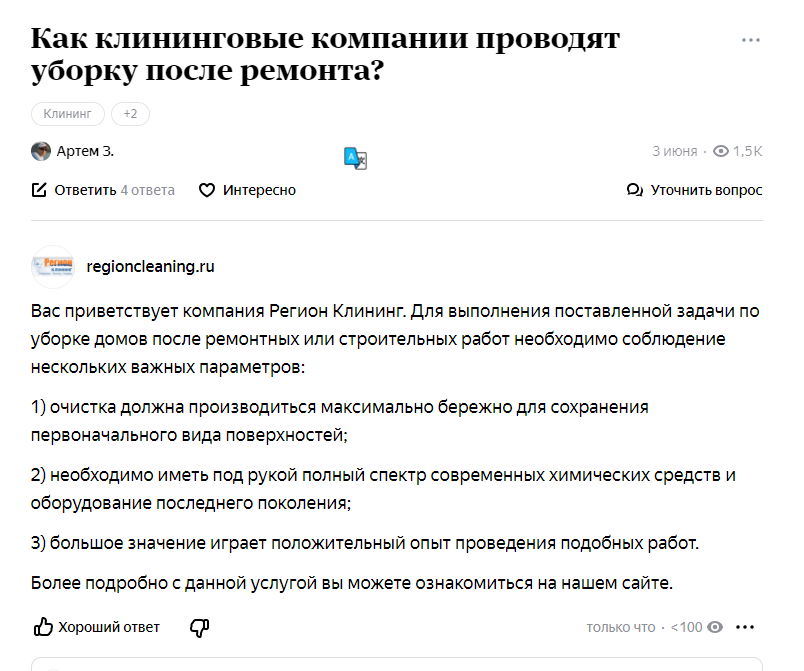 Как клининговые компании проводят
уборку после ремонта?
Клининг
+2
Артем З.
3 июня · 1,5K
Ответить 4 ответа
Интересно
Уточнить вопрос
Регион
клининг
regioncleaning.ru
Вас приветствует компания Регион Клининг. Для выполнения поставленной задачи по
уборке домов после ремонтных или строительных работ необходимо соблюдение
нескольких важных параметров:
1) очистка должна производиться максимально бережно для сохранения
первоначального вида поверхностей;
2) необходимо иметь под рукой полный спектр современных химических средств и
оборудование последнего поколения;
3) большое значение играет положительный опыт проведения подобных работ.
Более подробно с данной услугой вы можете ознакомиться на нашем сайте.
Хороший ответ
только что · <100